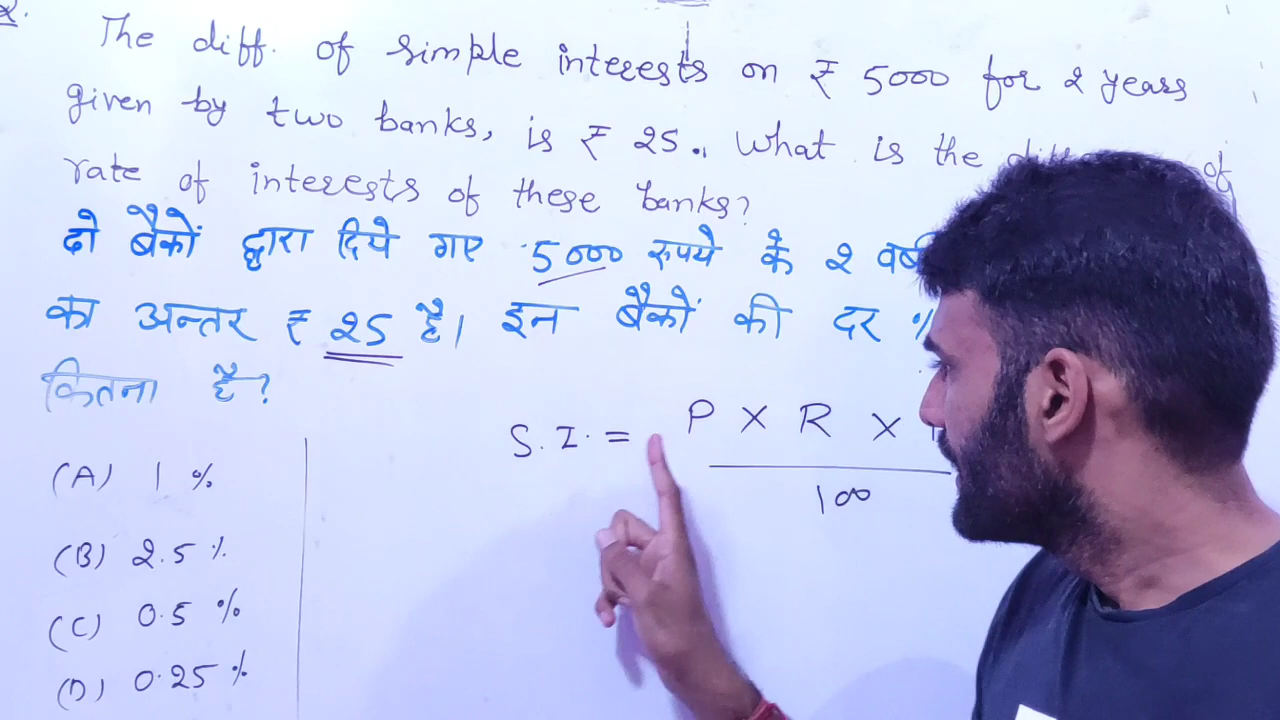 2.
The diff. of simple interests on ₹ 5000 for 2 years
given by two banks, is ₹ 25.. What is the of
rate of interests of these banks?
दो बैंकों द्वारा दिये गए 5000 रुपये के 2
का अन्तर ₹ 25 है। इन बैंकों की दर %
कितना है?
S.I. = P X R X
100
(A) 1 %
(B) 2.5 %
(C) 0.5 %
(D) 0.25 %